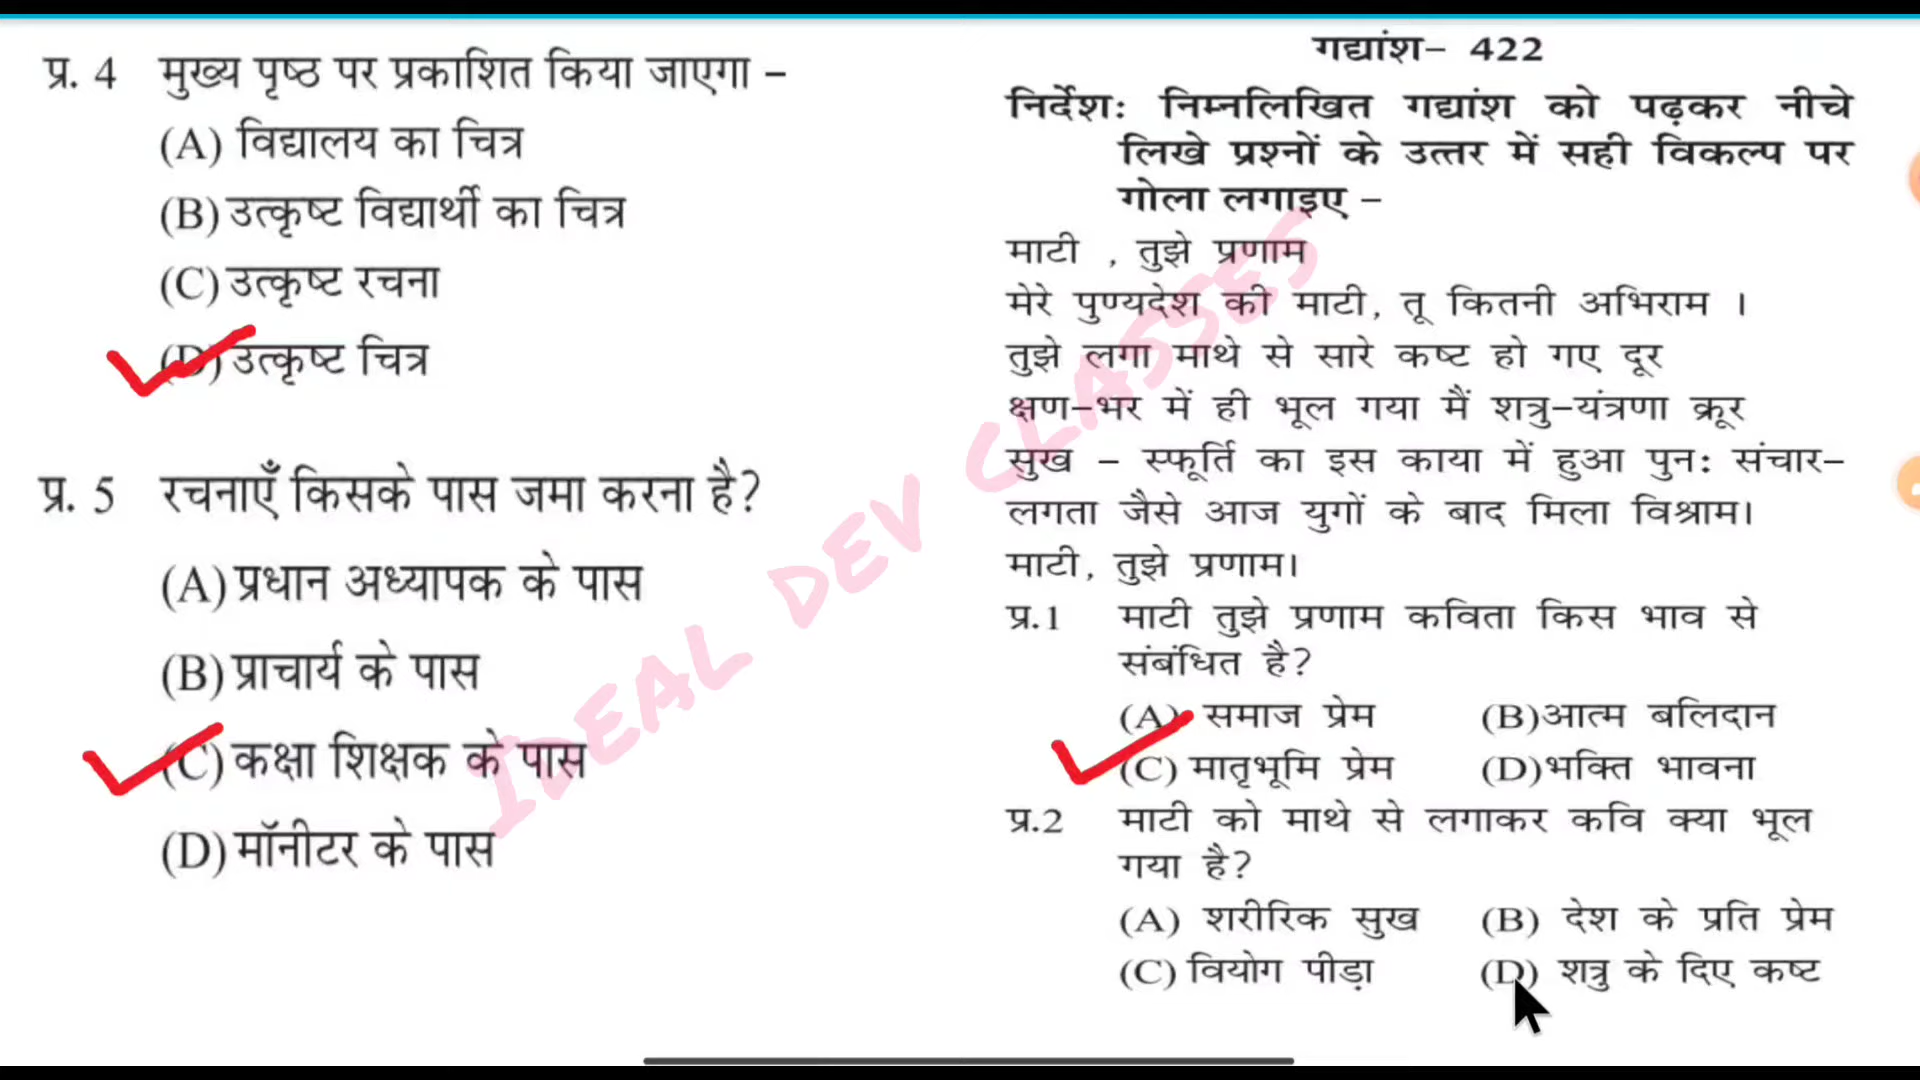 प्र. 4 मुख्य पृष्ठ पर प्रकाशित किया जाएगा –
(A) विद्यालय का चित्र
(B) उत्कृष्ट विद्यार्थी का चित्र
(C) उत्कृष्ट रचना
(D) उत्कृष्ट चित्र
प्र. 5 रचनाएँ किसके पास जमा करना है?
(A) प्रधान अध्यापक के पास
(B) प्राचार्य के पास
(C) कक्षा शिक्षक के पास
(D) मॉनीटर के पास
गद्यांश– 422
निर्देशः निम्नलिखित गद्यांश को पढ़कर नीचे
लिखे प्रश्नों के उत्तर में सही विकल्प पर
गोला लगाइए –
माटी , तुझे प्रणाम
मेरे पुण्यदेश की माटी, तू कितनी अभिराम ।
तुझे लगा माथे से सारे कष्ट हो गए दूर
क्षण–भर में ही भूल गया मैं शत्रु–यंत्रणा क्रूर
सुख – स्फूर्ति का इस काया में हुआ पुनः संचार–
लगता जैसे आज युगों के बाद मिला विश्राम।
माटी, तुझे प्रणाम।
प्र.1 माटी तुझे प्रणाम कविता किस भाव से
संबंधित है?
(A) समाज प्रेम (B) आत्म बलिदान
(C) मातृभूमि प्रेम (D) भक्ति भावना
प्र.2 माटी को माथे से लगाकर कवि क्या भूल
गया है?
(A) शरीरिक सुख (B) देश के प्रति प्रेम
(C) वियोग पीड़ा (D) शत्रु के दिए कष्ट
IDEAL DEV CLASSES